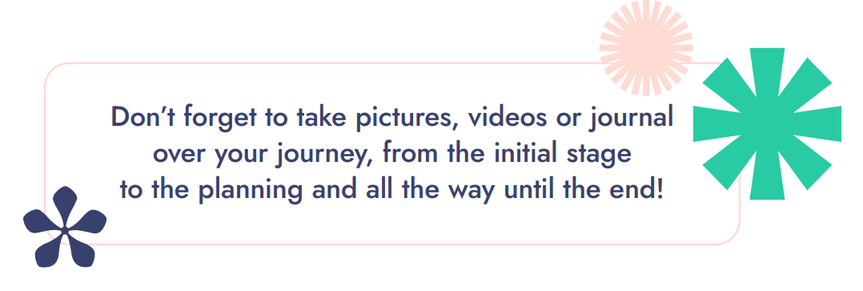 Don’t forget to take pictures, videos or journal
over your journey, from the initial stage
to the planning and all the way until the end!